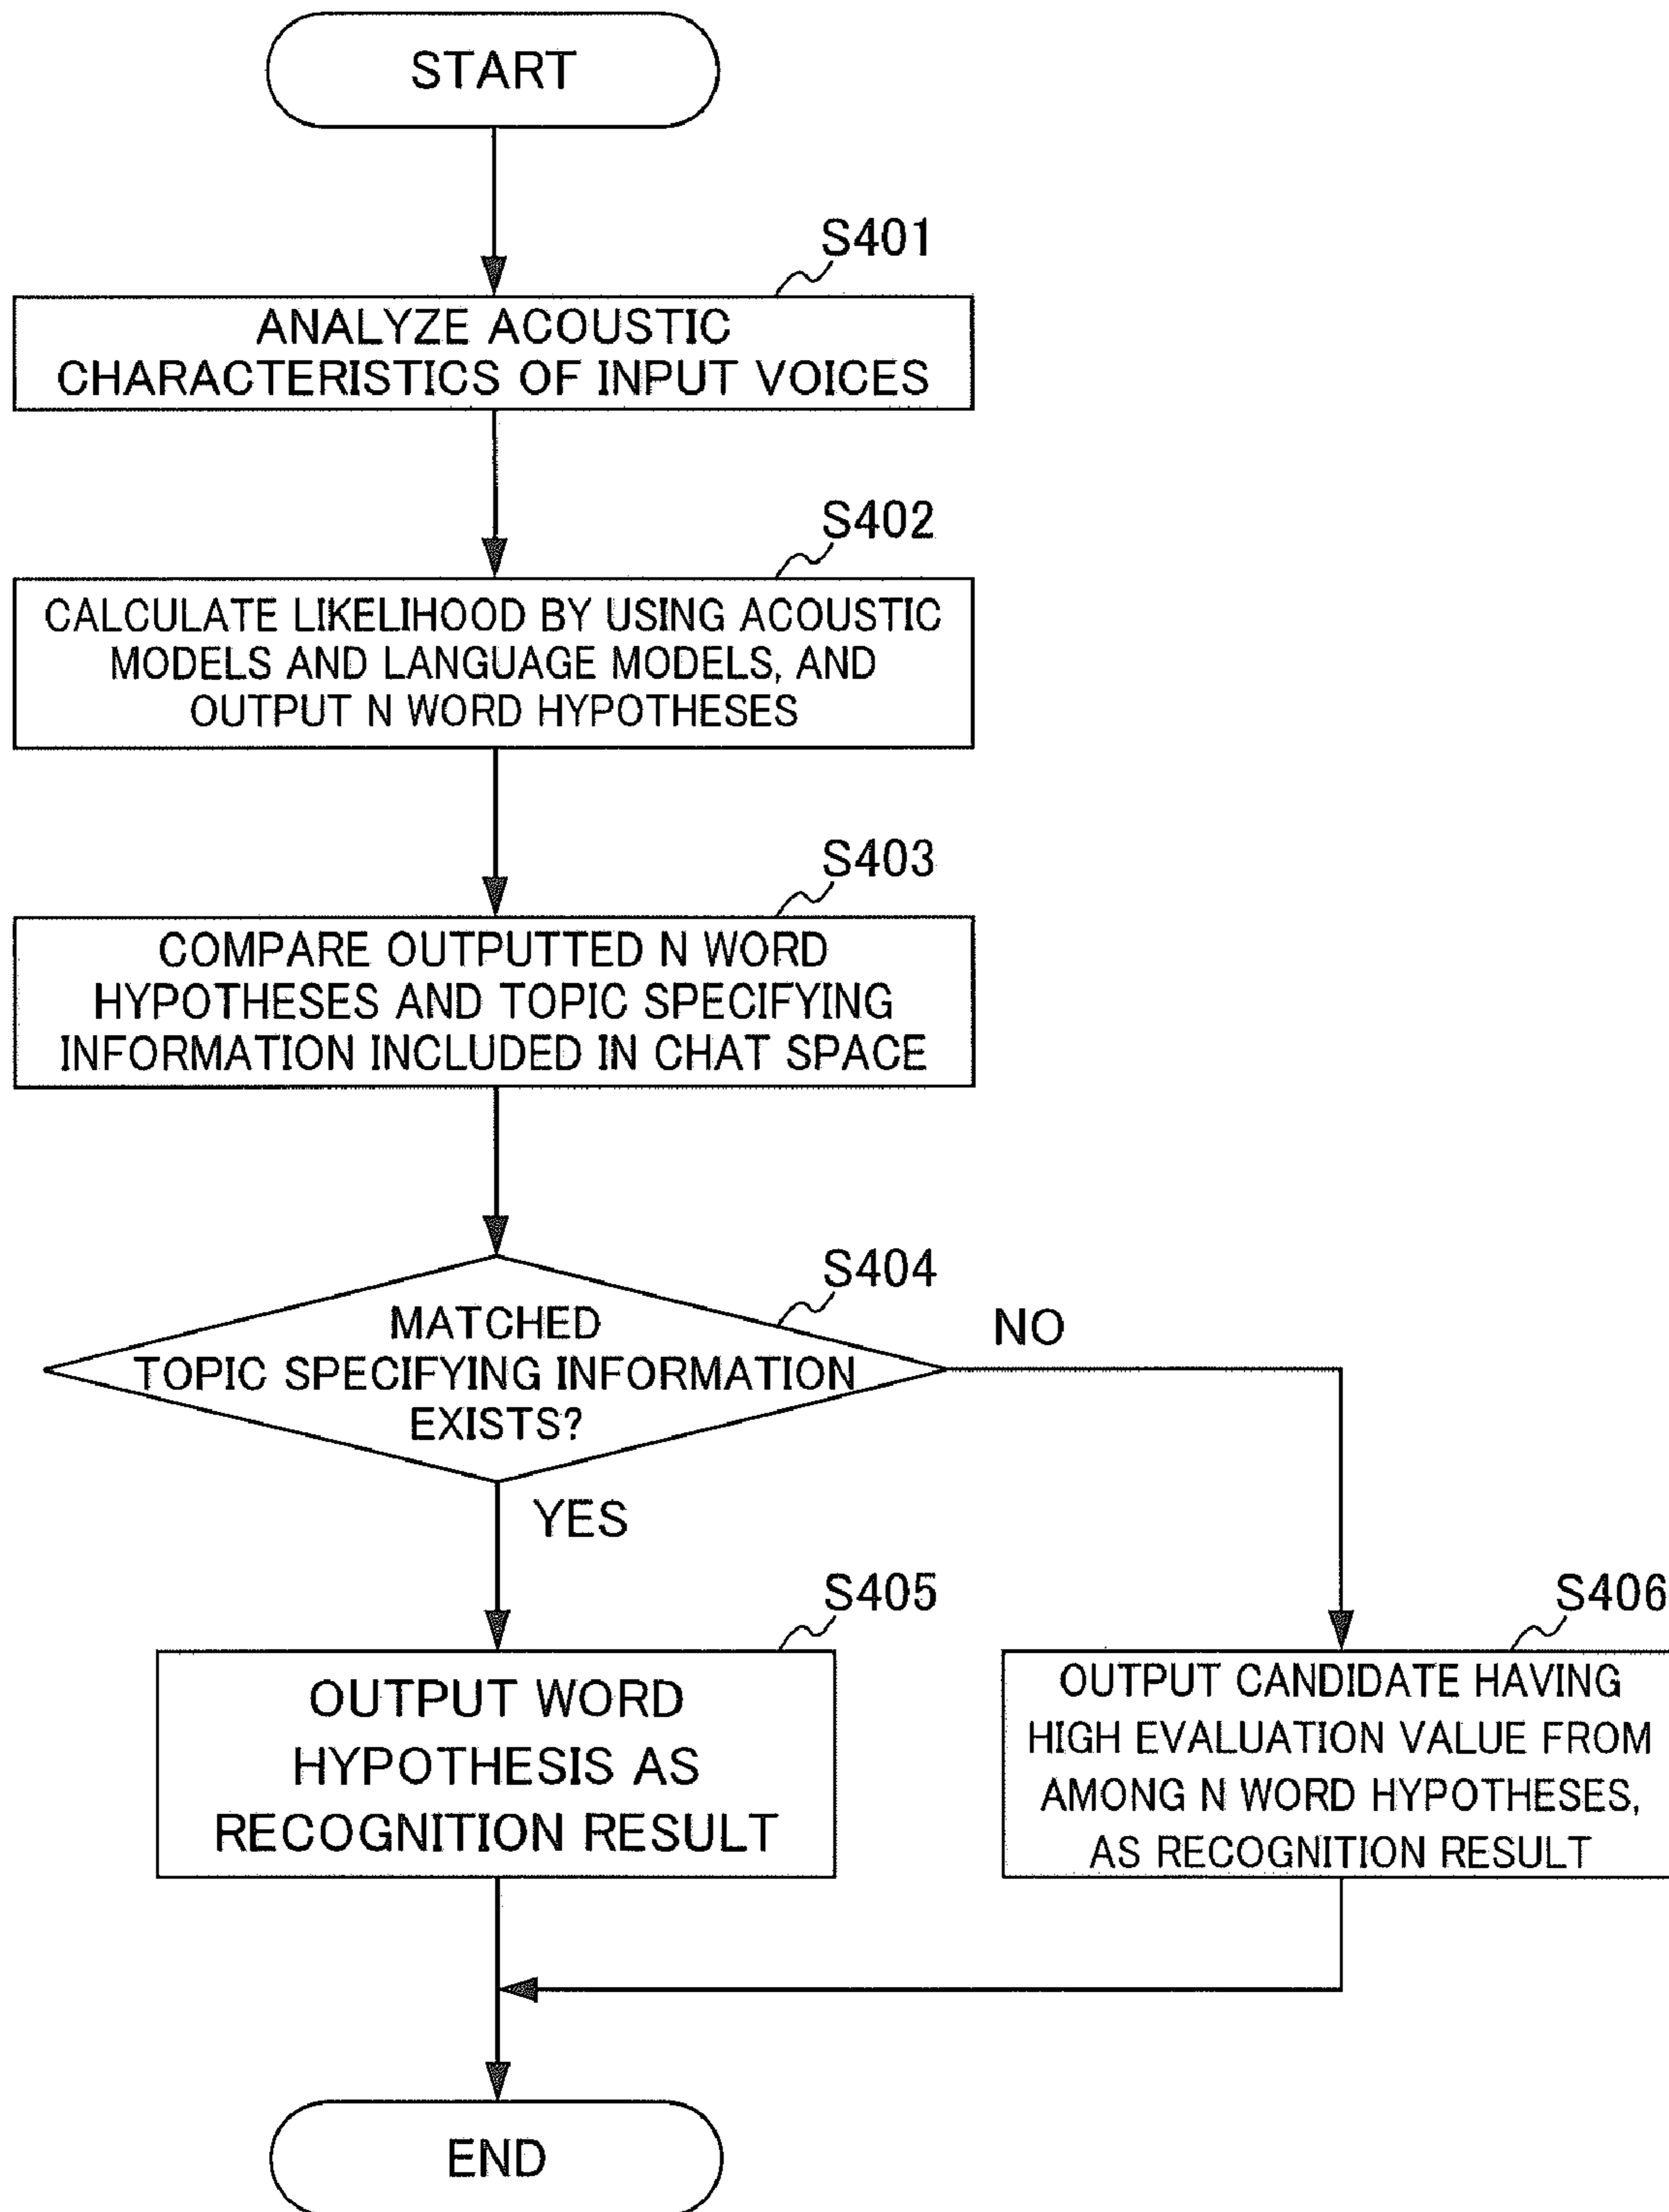 START
S401
ANALYZE ACOUSTIC
CHARACTERISTICS OF INPUT VOICES
S402
CALCULATE LIKELIHOOD BY USING ACOUSTIC
MODELS AND LANGUAGE MODELS, AND
OUTPUT N WORD HYPOTHESES
S403
COMPARE OUTPUTTED N WORD
HYPOTHESES AND TOPIC SPECIFYING
INFORMATION INCLUDED IN CHAT SPACE
S404
MATCHED
TOPIC SPECIFYING INFORMATION
EXISTS?
NO
YES
S405
OUTPUT WORD
HYPOTHESIS AS
RECOGNITION RESULT
S406
OUTPUT CANDIDATE HAVING
HIGH EVALUATION VALUE FROM
AMONG N WORD HYPOTHESES,
AS RECOGNITION RESULT
END